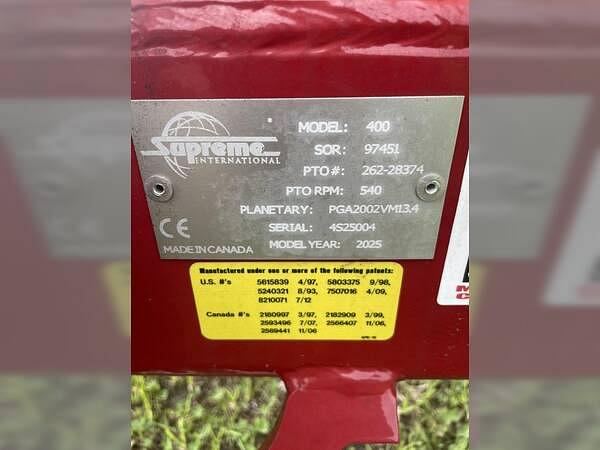 Supreme
INTERNATIONAL
MODEL: 400
SOR: 97451
PTO #: 262-28374
PTO RPM: 540
PLANETARY: PGA2002VM13.4
SERIAL: 4S25004
MODEL YEAR: 2025
CE
MADE IN CANADA
Manufactured under one or more of the following patents:
U.S. #'s 5615839 4/97, 5803375 9/98,
5240321 8/93, 7507016 4/09,
8210071 7/12
Canada #'s 2180997 3/97, 2182909 3/99,
2593496 7/07, 2566407 11/06,
2569441 11/06